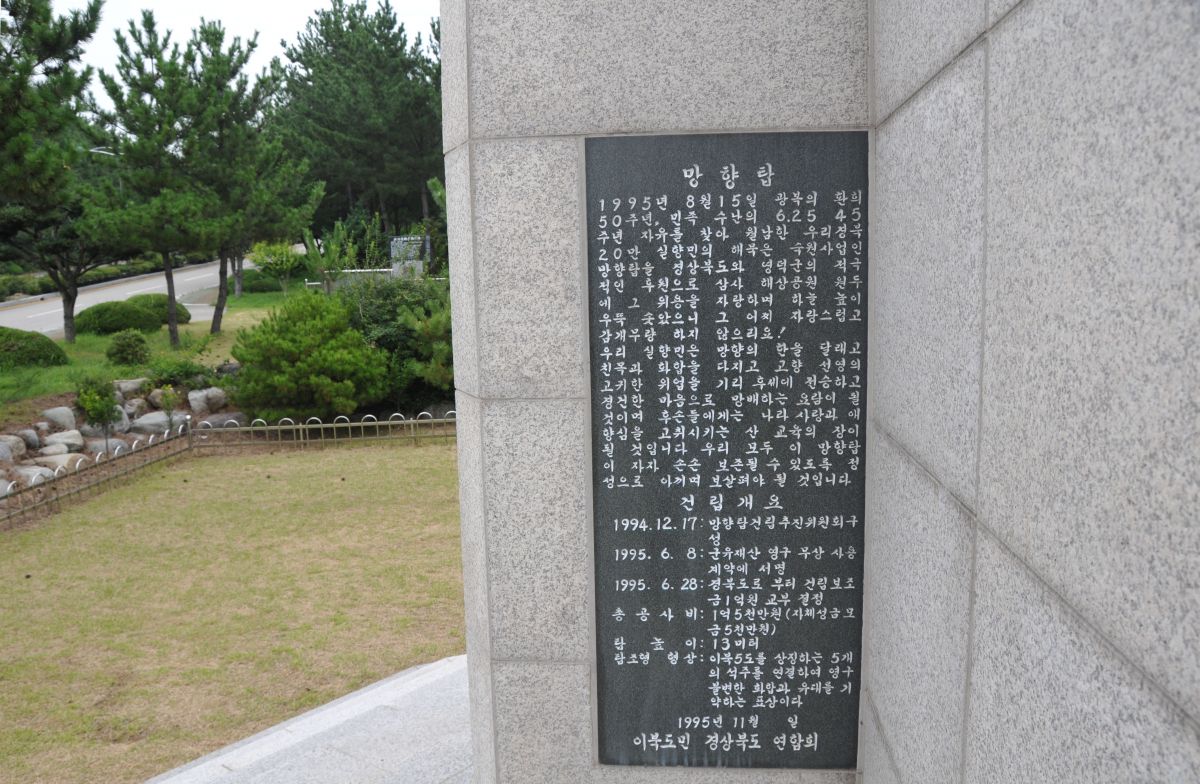 망향탑
1995년 8월 15일 광복의 환희
50주년, 민족 수난의 6.25 45
주년 자유를 찾아 월남한 우리경북
20만 실향민의 해묵은 숙원사업인
망향탑을 경상북도와 영덕군의 적극
적인 후원으로 삼사 해상공원 원두
에 그 위용을 자랑하며 하늘 높이
우뚝 솟았으니 그 어찌 자랑스럽고
감개무량 하지 않으리요!
우리 실향민은 망향의 한을 달래고
친목과 화합을 다지고 고향 선영의
고귀한 위업을 기리 후세에 전승하고
경건한 마음으로 망배하는 요람이 될
것이며 후손들에게는 나라 사랑과 애
향심을 고취시키는 산 교육의 장이
될 것입니다 우리 모두 이 망향탑
이 자자 손손 보존될 수 있도록 정
성으로 아끼며 보살펴야 될 것입니다
건립개요
1994.12.17:망향탑건립추진위원회구
성
1995. 6. 8:군유재산 영구 무상 사용
계약에 서명
1995. 6.28:경북도로 부터 건립보조
금1억원 교부 결정
총 공 사 비:1억5천만원(자체성금모
금5천만원)
탑 높 이:13미터
탑조영 형상:이북5도를 상징하는 5개
의 석주를 연결하여 영구
불변한 화합과 유대를 기
약하는 표상이다
1995년 11월 일
이북도민 경상북도 연합회